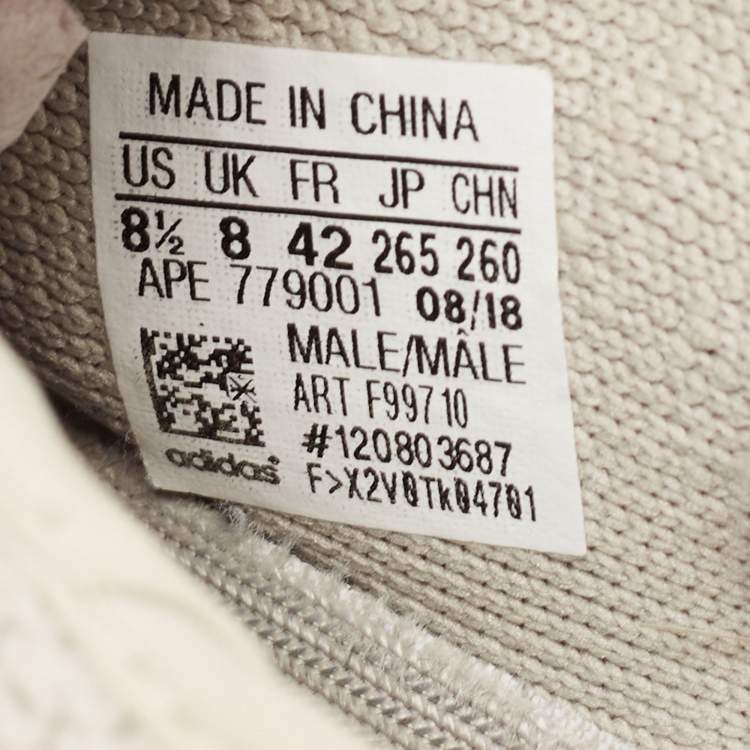 MADE IN CHINA
US UK FR JP CHN
8½ 8 42 265 260
APE 779001 08/18
MALE/MÂLE
ART F99710
#120803687
adidas
F>X2V0Tk04701